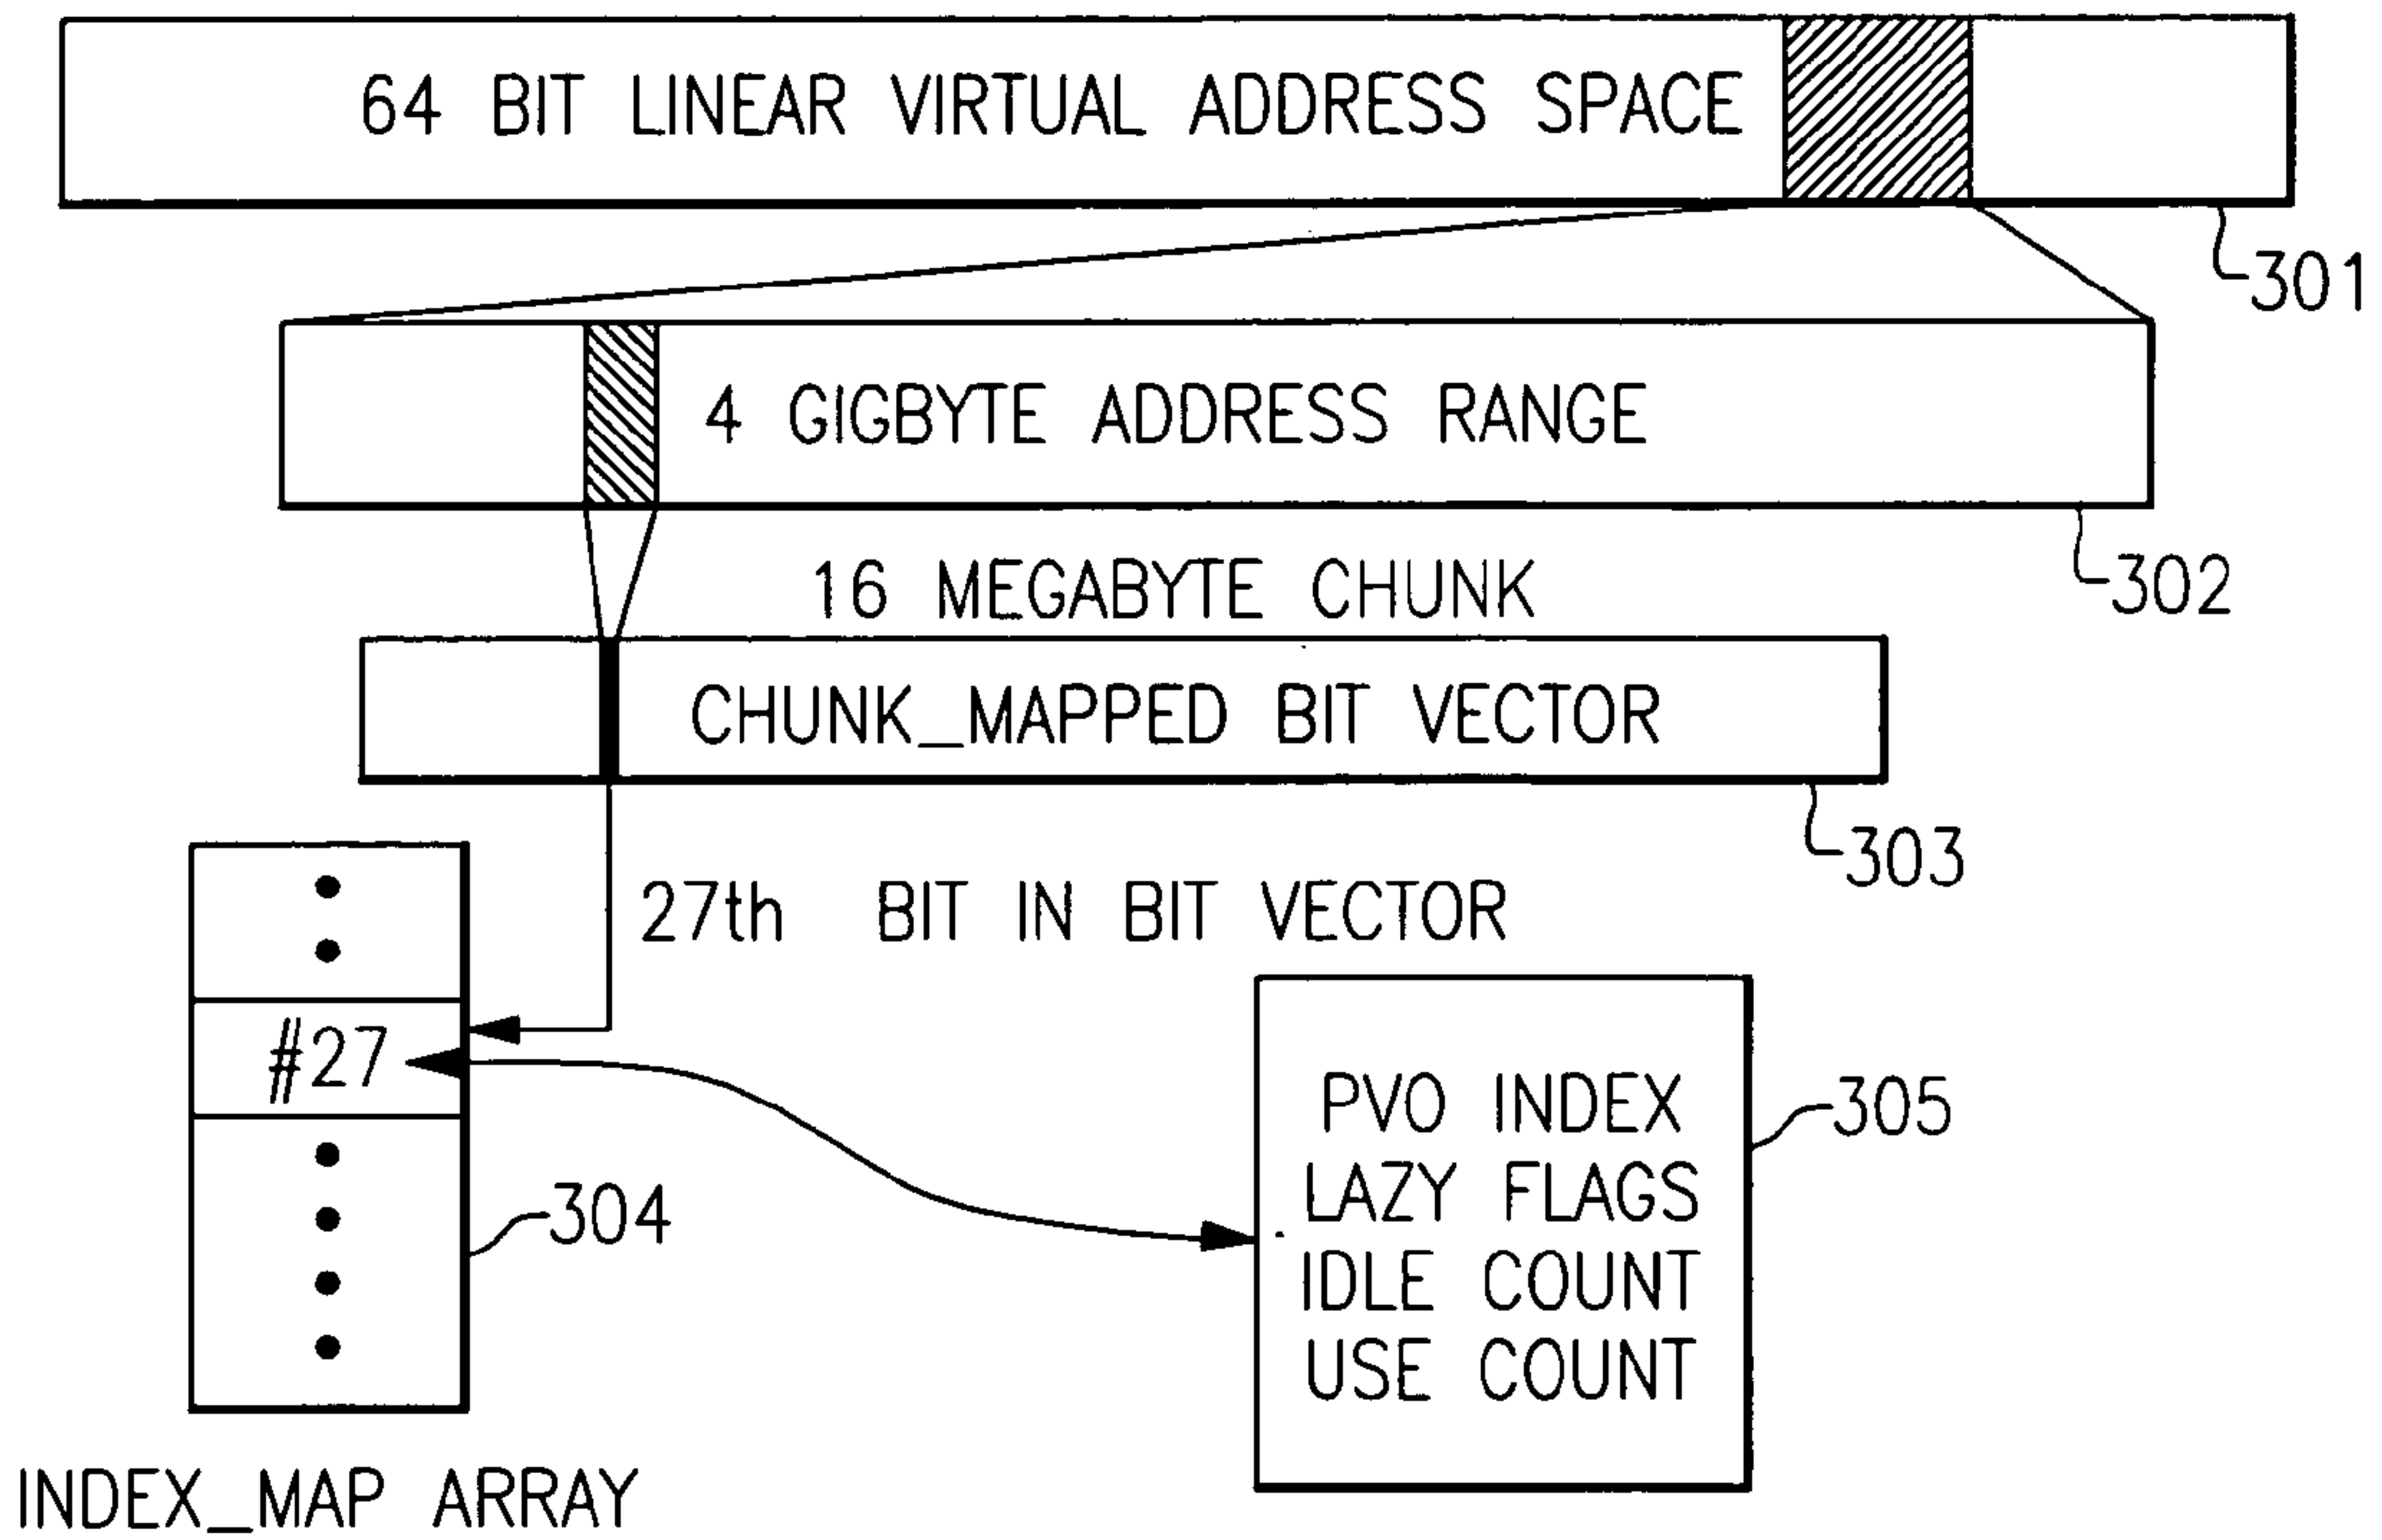 64 BIT LINEAR VIRTUAL ADDRESS SPACE
301
4 GIGBYTE ADDRESS RANGE
302
16 MEGABYTE CHUNK
CHUNK_MAPPED BIT VECTOR
303
27th BIT IN BIT VECTOR
#27
304
PVO INDEX
LAZY FLAGS
IDLE COUNT
USE COUNT
305
INDEX_MAP ARRAY